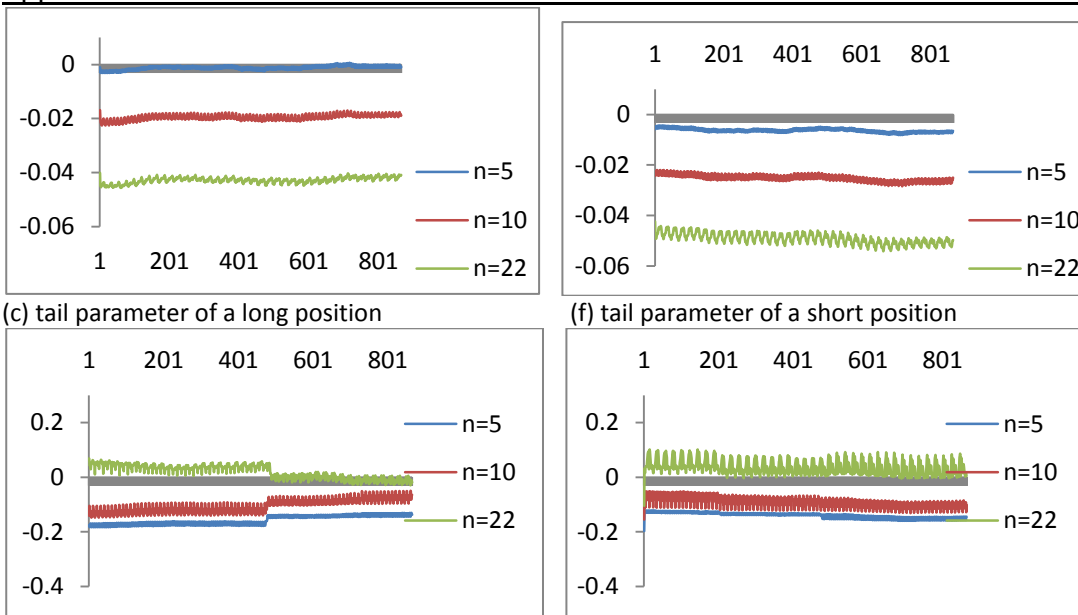 0
-0.02
-0.04
-0.06
1 201 401 601 801
n=5
n=10
n=22
1 201 401 601 801
0
-0.02
-0.04
-0.06
n=5
n=10
n=22
(c) tail parameter of a long position
(f) tail parameter of a short position
1 201 401 601 801
0.2
0
-0.2
-0.4
n=5
n=10
n=22
1 201 401 601 801
0.2
0
-0.2
-0.4
n=5
n=10
n=22